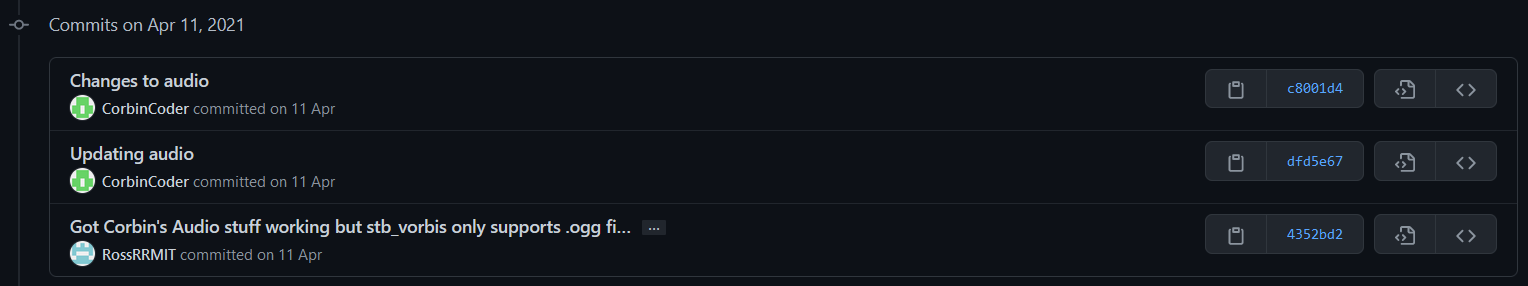 Commits on Apr 11, 2021
Changes to audio
CorbinCoder committed on 11 Apr
c8001d4
Updating audio
CorbinCoder committed on 11 Apr
dfd5e67
Got Corbin's Audio stuff working but stb_vorbis only supports .ogg fi... ...
RossRRMIT committed on 11 Apr
4352bd2